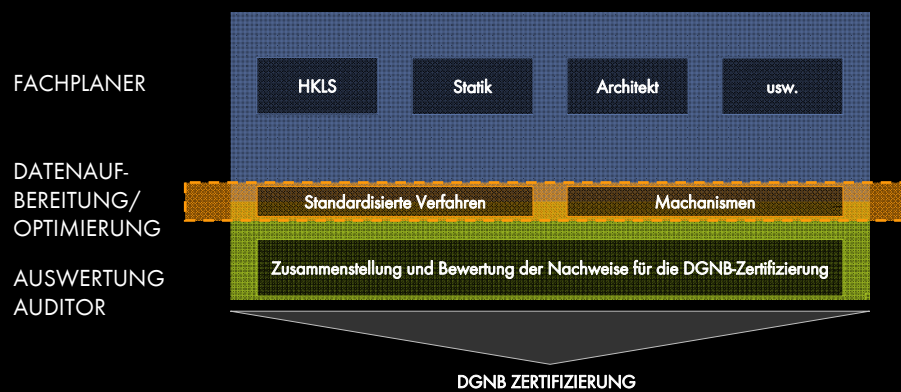 FACHPLANER
HKLS
Statik
Architekt
usw.
DATENAUF-
BEREITUNG/
OPTIMIERUNG
Standardisierte Verfahren
Machanismen
AUSWERTUNG
AUDITOR
Zusammenstellung und Bewertung der Nachweise für die DGNB-Zertifizierung
DGNB ZERTIFIZIERUNG